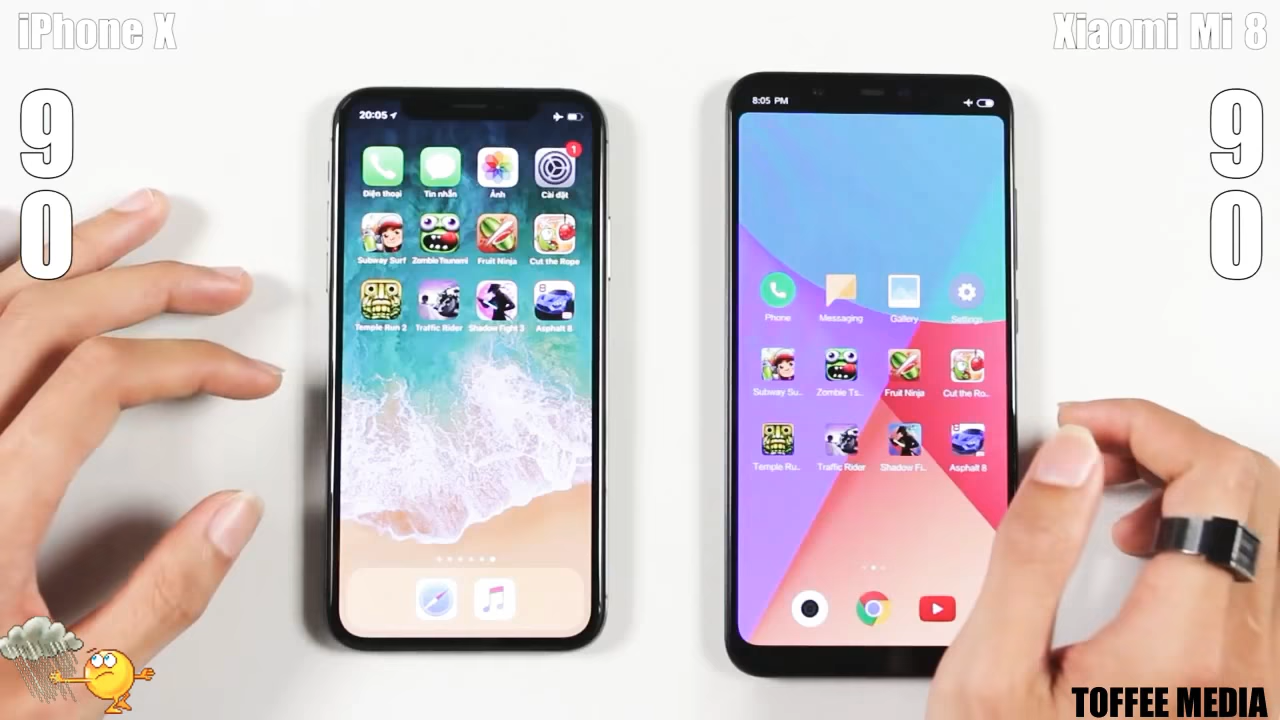 iPhone X
Xiaomi Mi 8
9
0
9
0
20:05
8:05 PM
1
Điện thoại
Tin nhắn
Ảnh
Cài đặt
Subway Surf
Zombie Tsunami
Fruit Ninja
Cut the Rope
Temple Run 2
Traffic Rider
Shadow Fight 3
Asphalt 8
Phone
Messaging
Gallery
Settings
Subway Su..
Zombie Ts..
Fruit Ninja
Cut the Ro..
Temple Ru..
Traffic Rider
Shadow Fi..
Asphalt 8
TOFFEE MEDIA